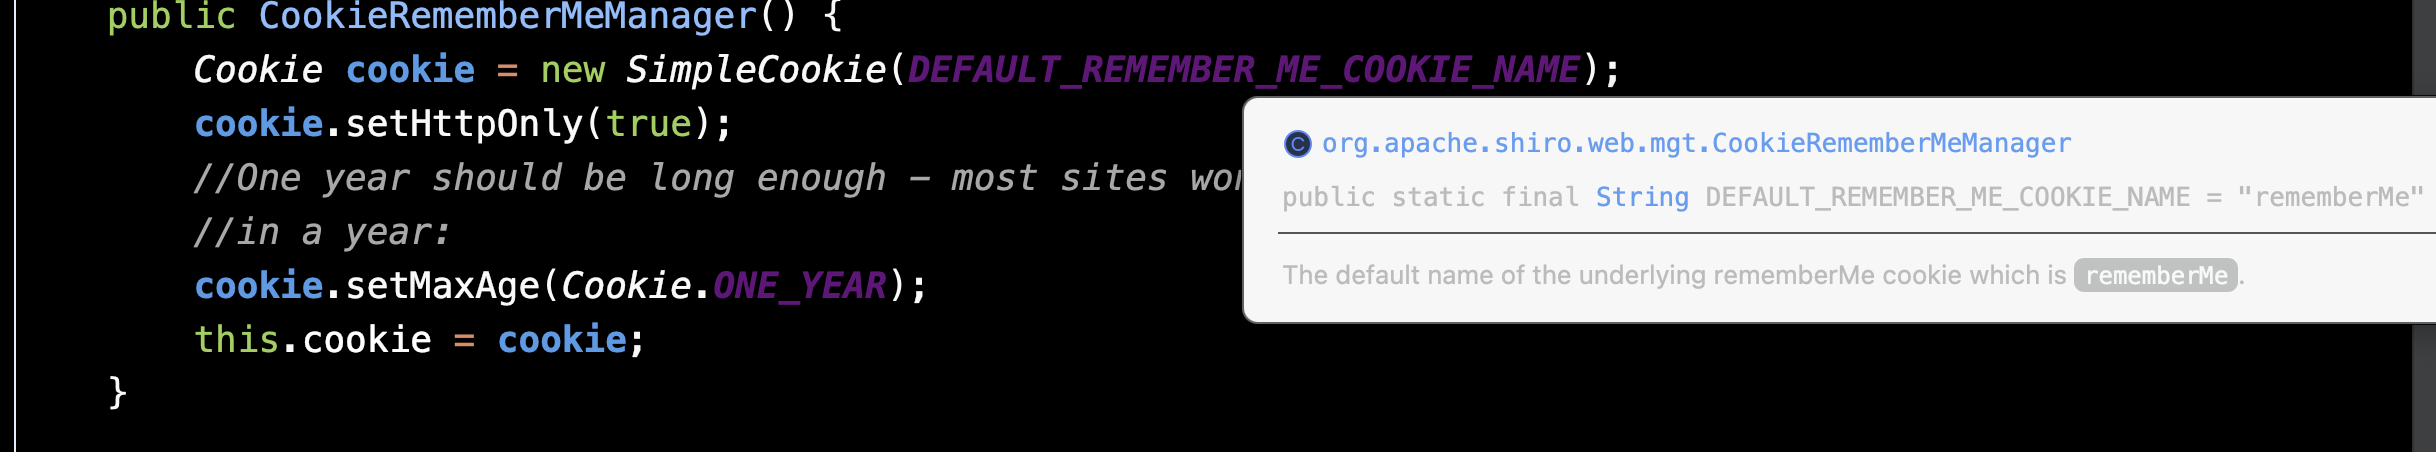 public CookieRememberMeManager() {
Cookie cookie = new SimpleCookie(DEFAULT_REMEMBER_ME_COOKIE_NAME);
cookie.setHttpOnly(true);
//One year should be long enough - most sites
//in a year:
cookie.setMaxAge(Cookie.ONE_YEAR);
this.cookie = cookie;
}
C org.apache.shiro.web.mgt.CookieRememberMeManager
public static final String DEFAULT_REMEMBER_ME_COOKIE_NAME = "rememberMe"
The default name of the underlying rememberMe cookie which is rememberMe.